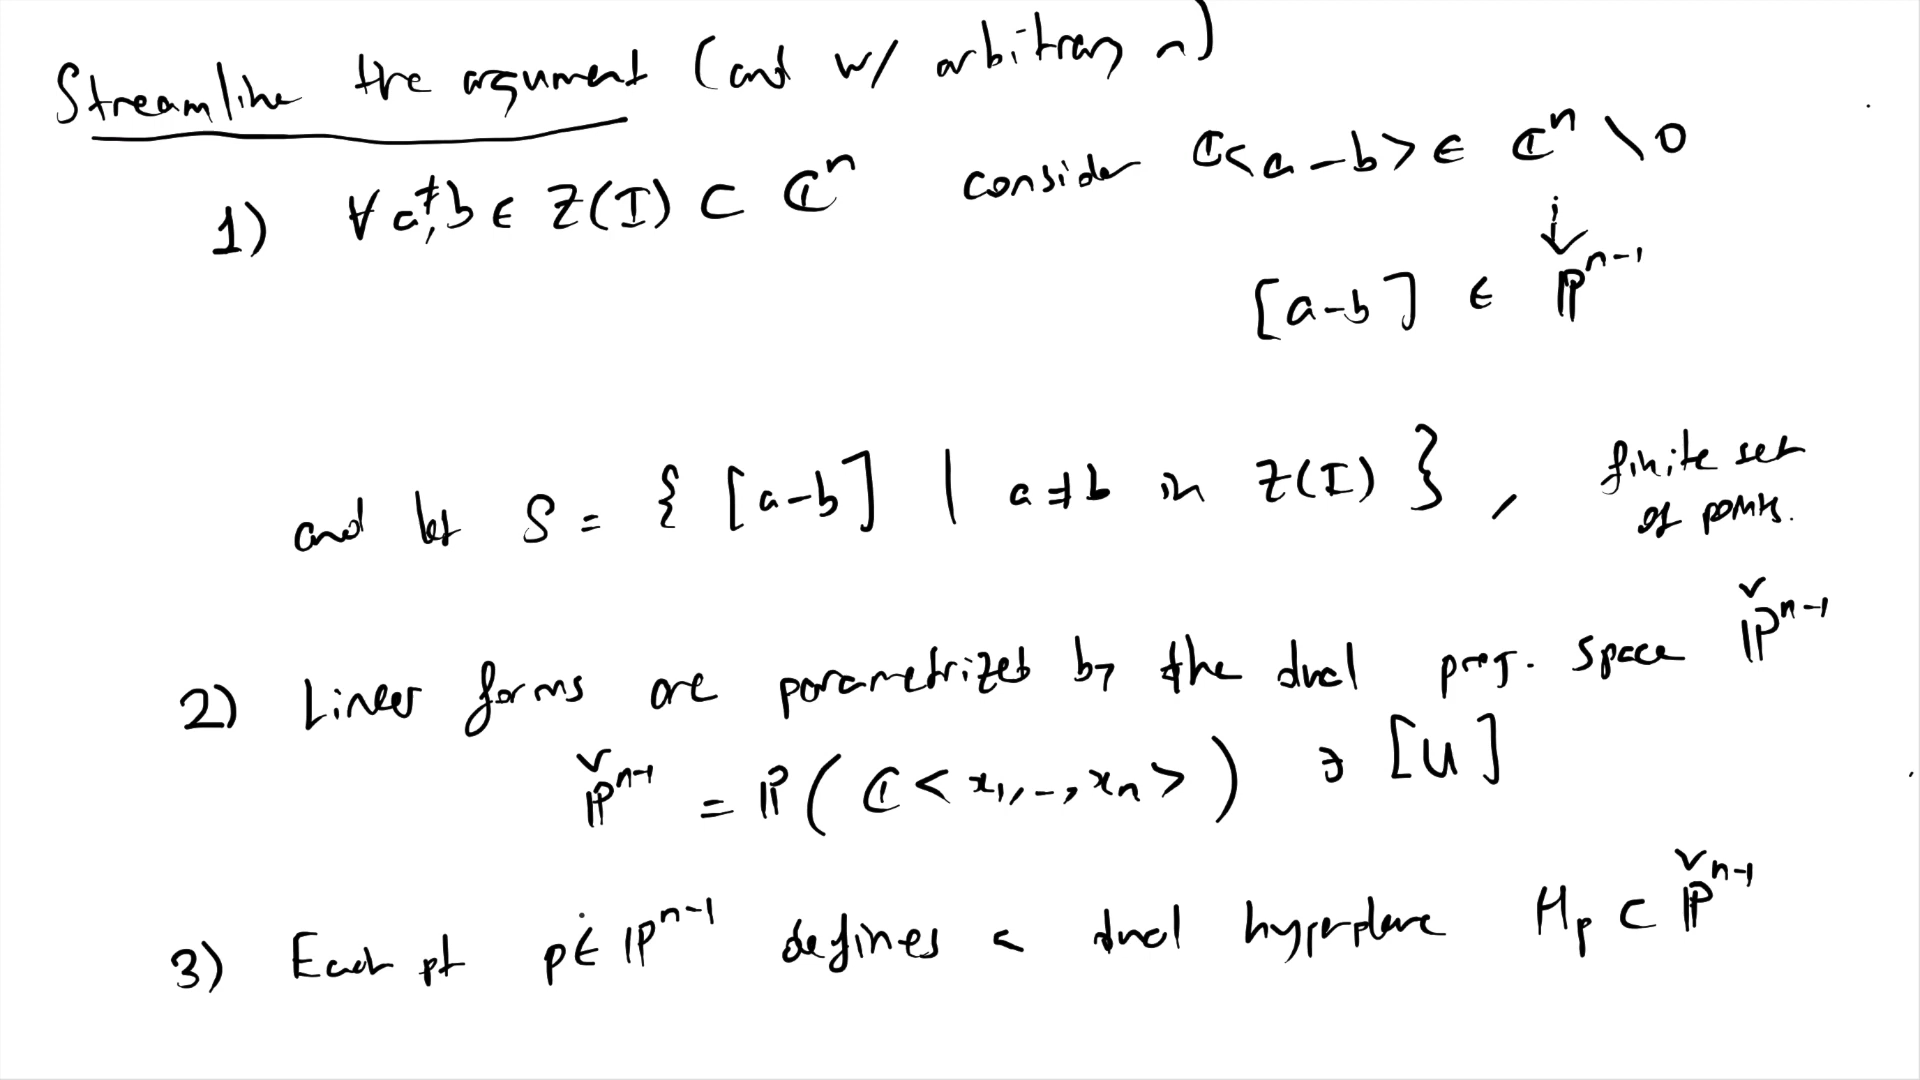 Streamline the argument (and w/ arbitrary n)
1) ∀ a≠b ∈ Z(I) ⊂ ℂⁿ consider ℂ<a-b> ∈ ℂⁿ \ 0
↓
[a-b] ∈ ℙⁿ⁻¹
and let S = { [a-b] | a≠b in Z(I) }, finite set of points.
2) Linear forms are parametrized by the dual proj. space ℙ̌ⁿ⁻¹
ℙ̌ⁿ⁻¹ = ℙ( ℂ< x₁,-,xₙ > ) ∋ [u]
3) Each pt p ∈ ℙⁿ⁻¹ defines a dual hyperplane Hₚ ⊂ ℙ̌ⁿ⁻¹